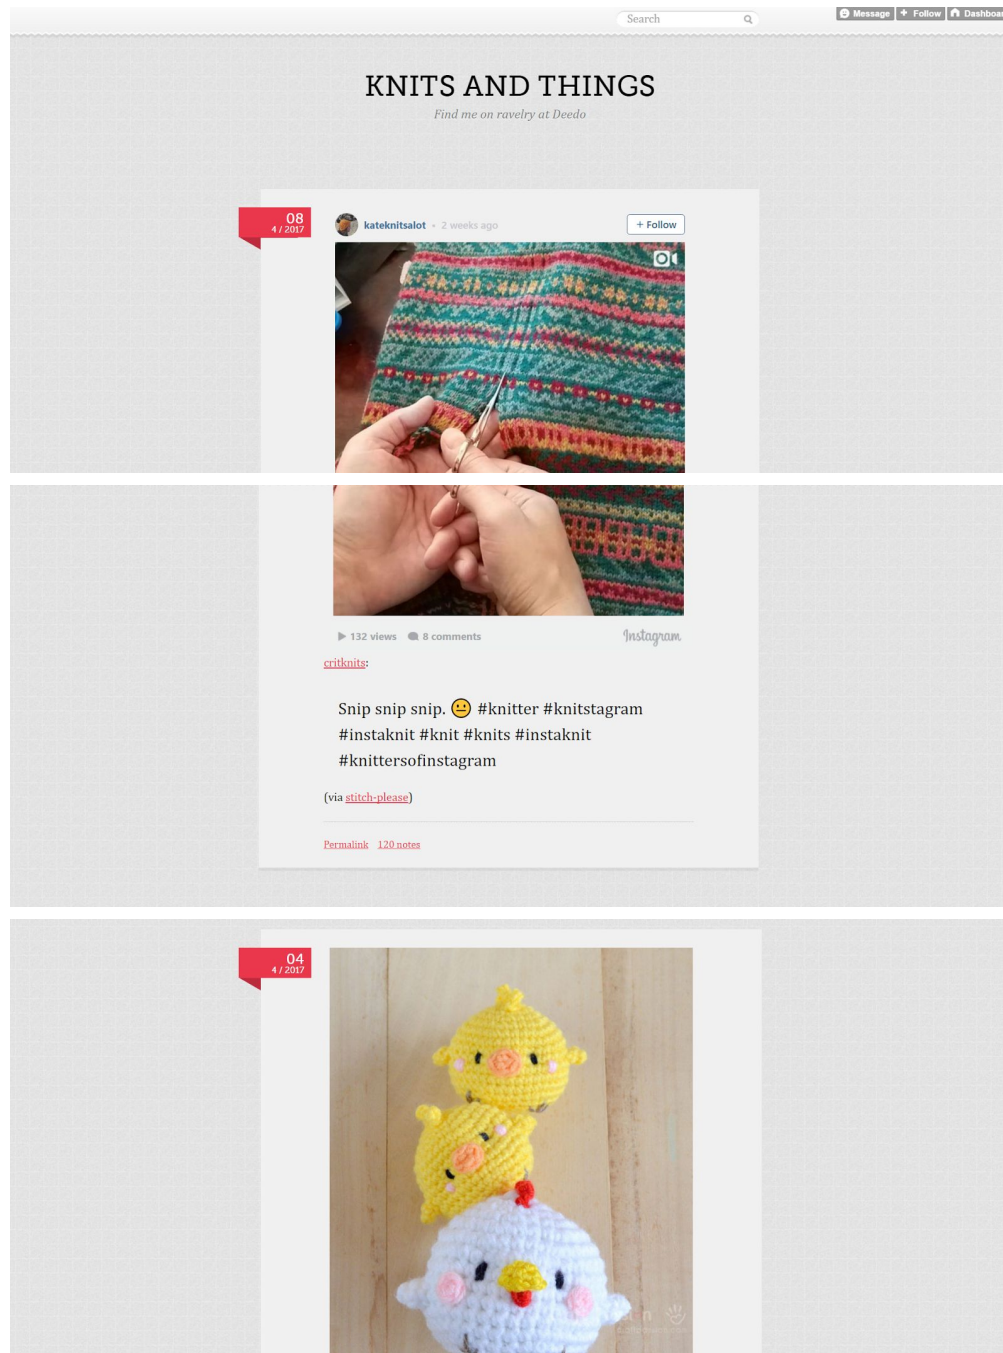 Search
Message
Follow
KNITS AND THINGS
Find me on ravelry at Deedo
08
4 / 2017
kateknitsalot • 2 weeks ago
+ Follow
132 views 8 comments
Instagram
critknits:
Snip snip snip. 😐 #knitter #knitstagram
#instaknit #knit #knits #instaknit
#knittersofinstagram
(via stitch-please)
Permalink 120 notes
04
4 / 2017